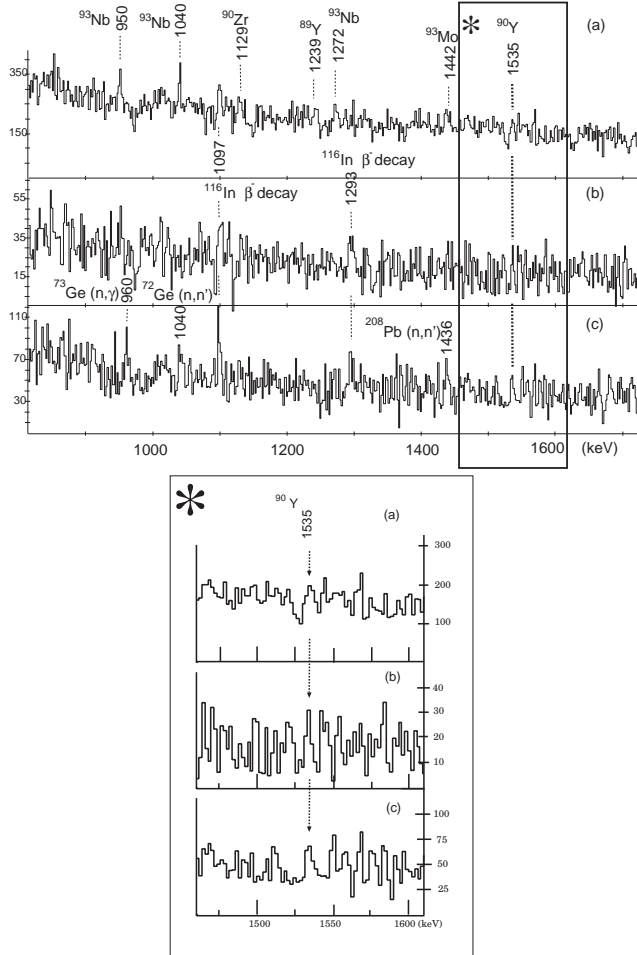 ⁹³Nb 950
⁹³Nb 1040
⁹⁰Zr 1129
⁸⁹Y 1239
⁹³Nb 1272
⁹³Mo 1442
* ⁹⁰Y 1535
(a)
350
150
1097
¹¹⁶In β⁻ decay
¹¹⁶In β⁻ decay
1293
(b)
55
35
15
⁷³Ge (n,γ) 960
⁷²Ge (n,n')
1040
²⁰⁸Pb (n,n') 1436
(c)
110
70
30
1000 1200 1400 1600 (keV)
* ⁹⁰Y 1535
(a)
300
200
100
(b)
40
30
20
10
(c)
100
75
50
25
1500 1550 1600 (keV)